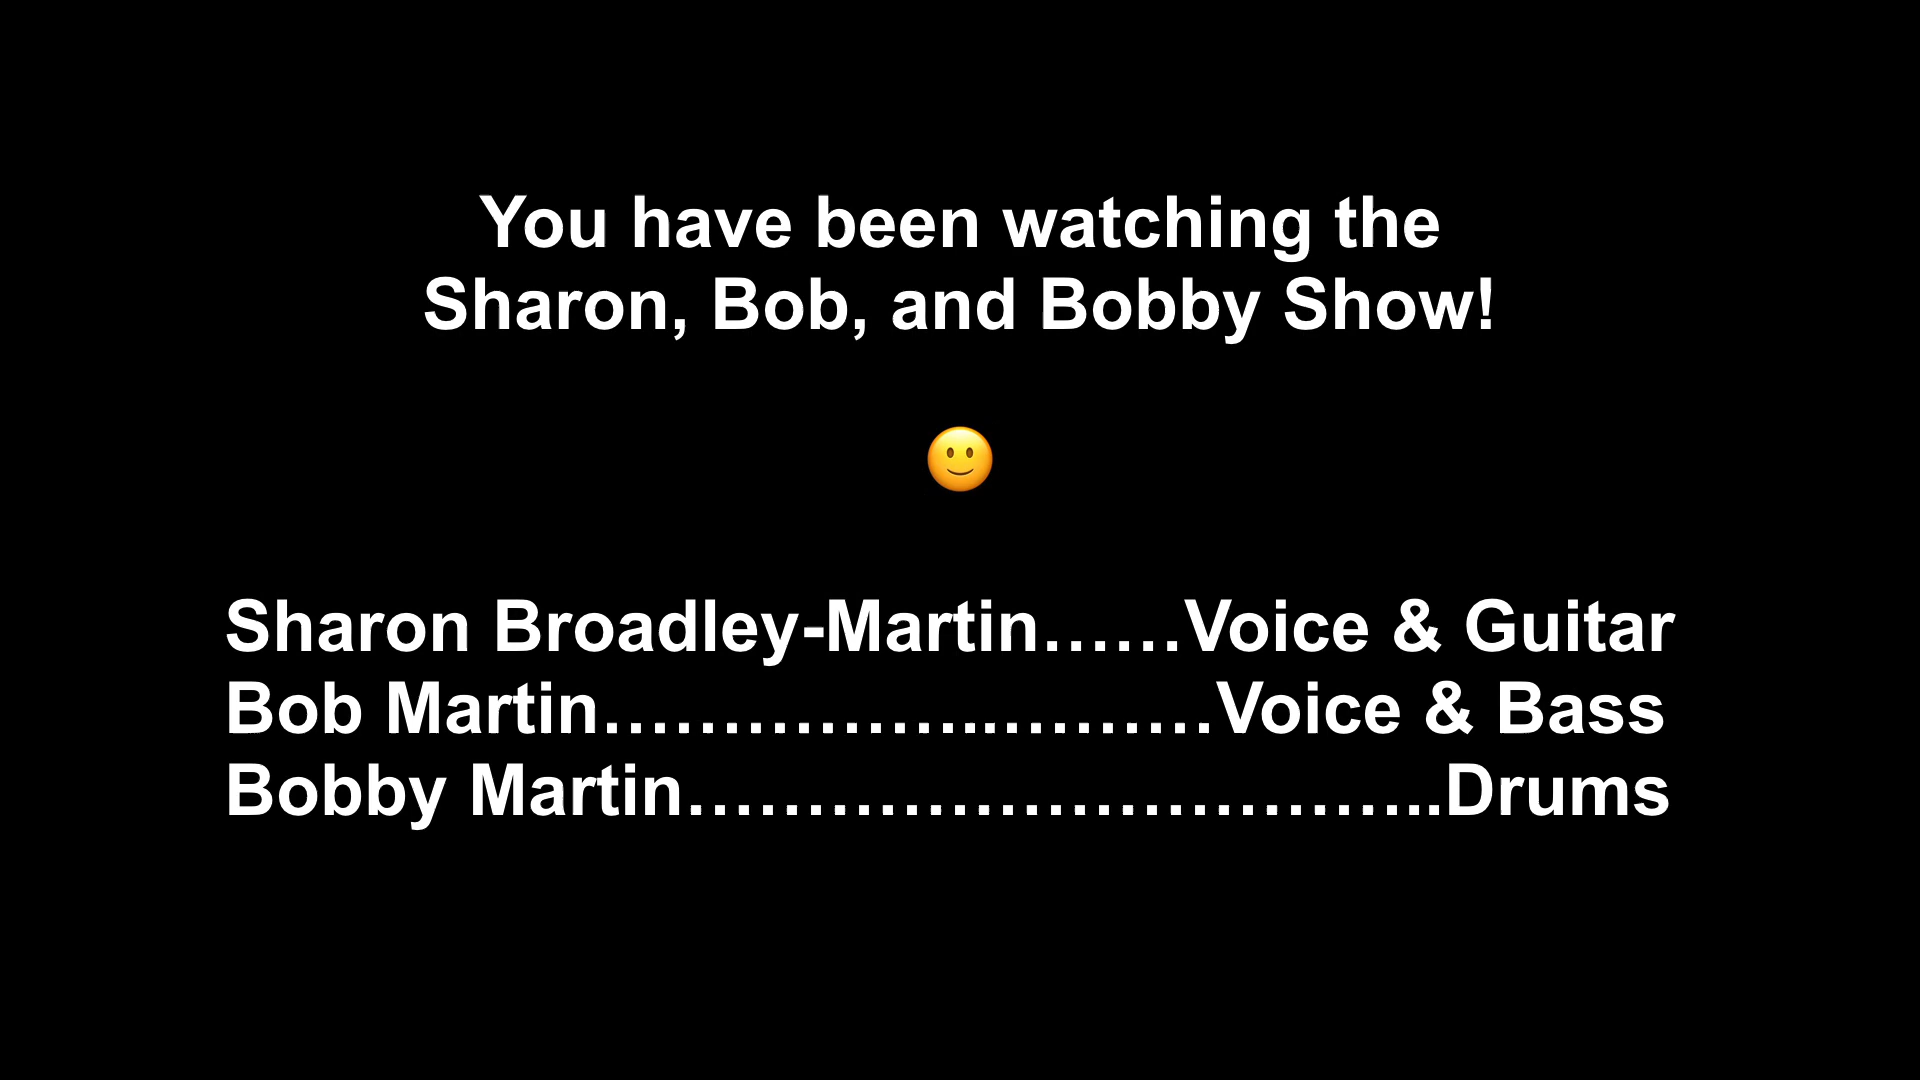 You have been watching the
Sharon, Bob, and Bobby Show!
🙂
Sharon Broadley-Martin……Voice & Guitar
Bob Martin……………..………Voice & Bass
Bobby Martin…………………………..Drums